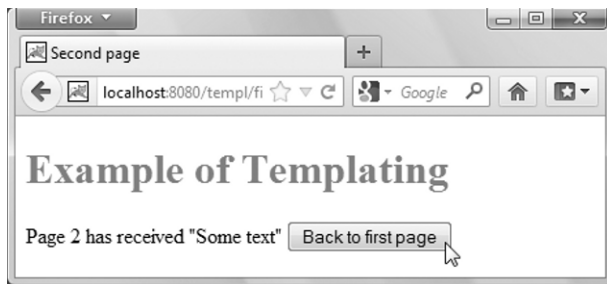 Firefox
Second page
localhost:8080/templ/fi
Google
Example of Templating
Page 2 has received "Some text" Back to first page